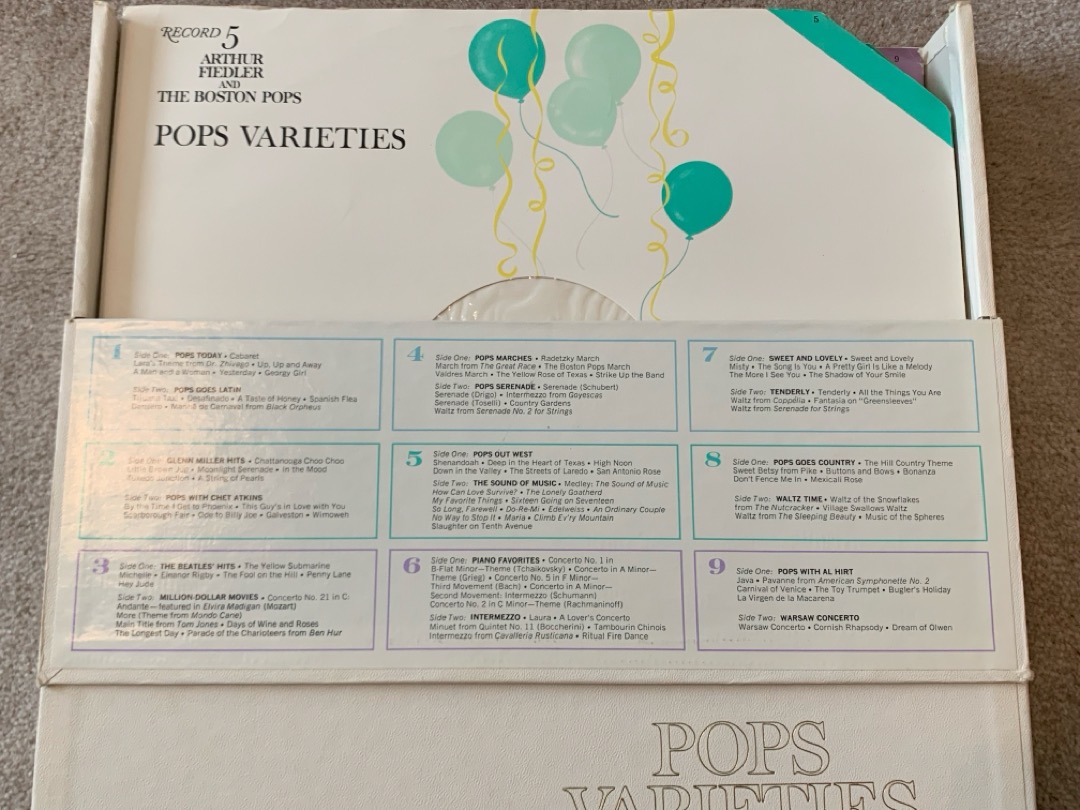 RECORD 5
ARTHUR
FIEDLER
AND
THE BOSTON POPS
POPS VARIETIES
5
9
1
Side One: POPS TODAY • Cabaret
Lara's Theme from Dr. Zhivago • Up, Up and Away
A Man and a Woman • Yesterday • Georgy Girl
Side Two: POPS GOES LATIN
Tijuana Taxi • Desafinado • A Taste of Honey • Spanish Flea
Manhã de Carnaval from Black Orpheus
2
Side One: GLENN MILLER HITS • Chattanooga Choo Choo
Little Brown Jug • Moonlight Serenade • In the Mood
Tuxedo Junction • A String of Pearls
Side Two: POPS WITH CHET ATKINS
By the Time I Get to Phoenix • This Guy's in Love with You
Scarborough Fair • Ode to Billy Joe • Galveston • Wimoweh
3
Side One: THE BEATLES' HITS • The Yellow Submarine
Michelle • Eleanor Rigby • The Fool on the Hill • Penny Lane
Hey Jude
Side Two: MILLION-DOLLAR MOVIES • Concerto No. 21 in C:
Andante—featured in Elvira Madigan (Mozart)
More (Theme from Mondo Cane)
Main Title from Tom Jones • Days of Wine and Roses
The Longest Day • Parade of the Charioteers from Ben Hur
4
Side One: POPS MARCHES • Radetzky March
March from The Great Race • The Boston Pops March
Valdres March • The Yellow Rose of Texas • Strike Up the Band
Side Two: POPS SERENADE • Serenade (Schubert)
Serenade (Drigo) • Intermezzo from Goyescas
Serenade (Toselli) • Country Gardens
Waltz from Serenade No. 2 for Strings
5
Side One: POPS OUT WEST
Shenandoah • Deep in the Heart of Texas • High Noon
Down in the Valley • The Streets of Laredo • San Antonio Rose
Side Two: THE SOUND OF MUSIC • Medley: The Sound of Music
How Can Love Survive? • The Lonely Goatherd
My Favorite Things • Sixteen Going on Seventeen
So Long, Farewell • Do-Re-Mi • Edelweiss • An Ordinary Couple
No Way to Stop It • Maria • Climb Ev'ry Mountain
Slaughter on Tenth Avenue
6
Side One: PIANO FAVORITES • Concerto No. 1 in
B-Flat Minor—Theme (Tchaikovsky) • Concerto in A Minor—
Theme (Grieg) • Concerto No. 5 in F Minor—
Third Movement (Bach) • Concerto in A Minor—
Second Movement: Intermezzo (Schumann)
Concerto No. 2 in C Minor—Theme (Rachmaninoff)
Side Two: INTERMEZZO • Laura • A Lover's Concerto
Minuet from Quintet No. 11 (Boccherini) • Tambourin Chinois
Intermezzo from Cavalleria Rusticana • Ritual Fire Dance
7
Side One: SWEET AND LOVELY • Sweet and Lovely
Misty • The Song Is You • A Pretty Girl Is Like a Melody
The More I See You • The Shadow of Your Smile
Side Two: TENDERLY • Tenderly • All the Things You Are
Waltz from Coppélia • Fantasia on "Greensleeves"
Waltz from Serenade for Strings
8
Side One: POPS GOES COUNTRY • The Hill Country Theme
Sweet Betsy from Pike • Buttons and Bows • Bonanza
Don't Fence Me In • Mexicali Rose
Side Two: WALTZ TIME • Waltz of the Snowflakes
from The Nutcracker • Village Swallows Waltz
Waltz from The Sleeping Beauty • Music of the Spheres
9
Side One: POPS WITH AL HIRT
Java • Pavanne from American Symphonette No. 2
Carnival of Venice • The Toy Trumpet • Bugler's Holiday
La Virgen de la Macarena
Side Two: WARSAW CONCERTO
Warsaw Concerto • Cornish Rhapsody • Dream of Olwen
POPS
VARIETIES